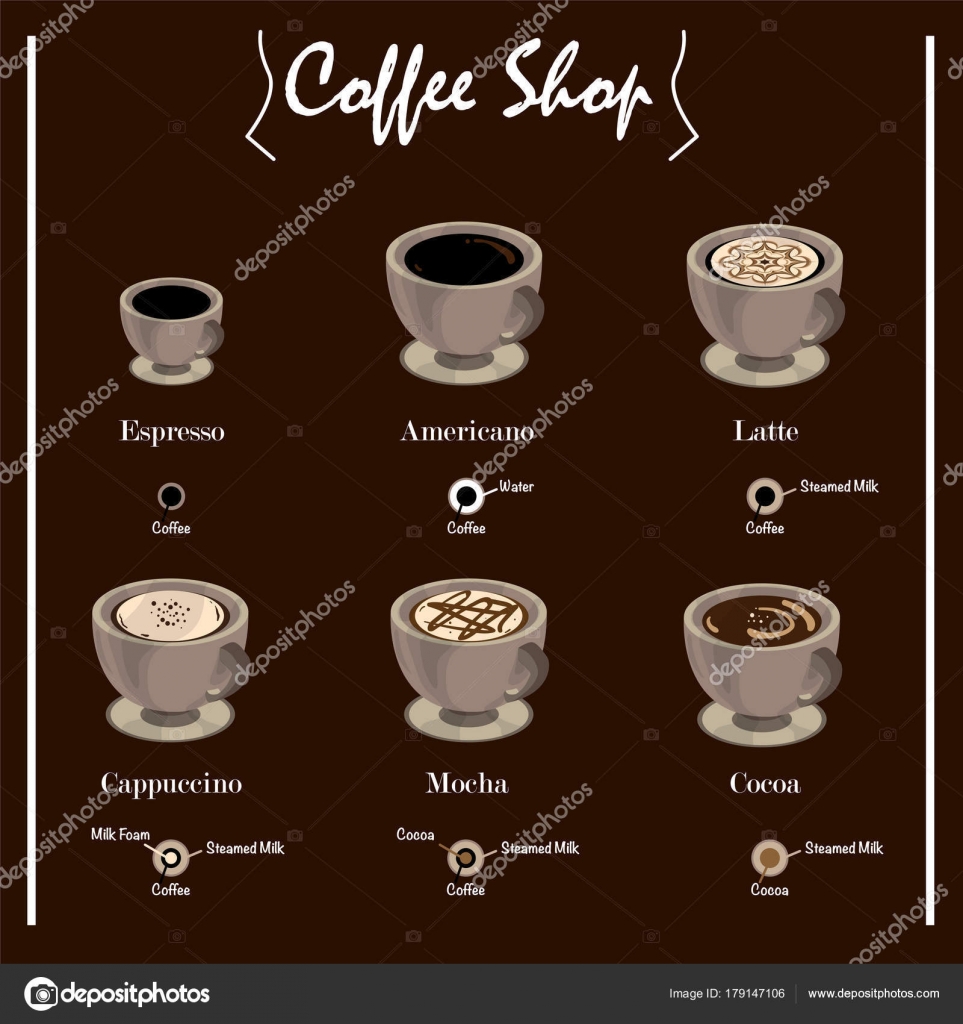 Coffee Shop
Espresso
Americano
Latte
Coffee
Water
Coffee
Steamed Milk
Coffee
Cappuccino
Mocha
Cocoa
Milk Foam
Steamed Milk
Coffee
Cocoa
Steamed Milk
Coffee
Steamed Milk
Cocoa
depositphotos
Image ID: 179147106
www.depositphotos.com